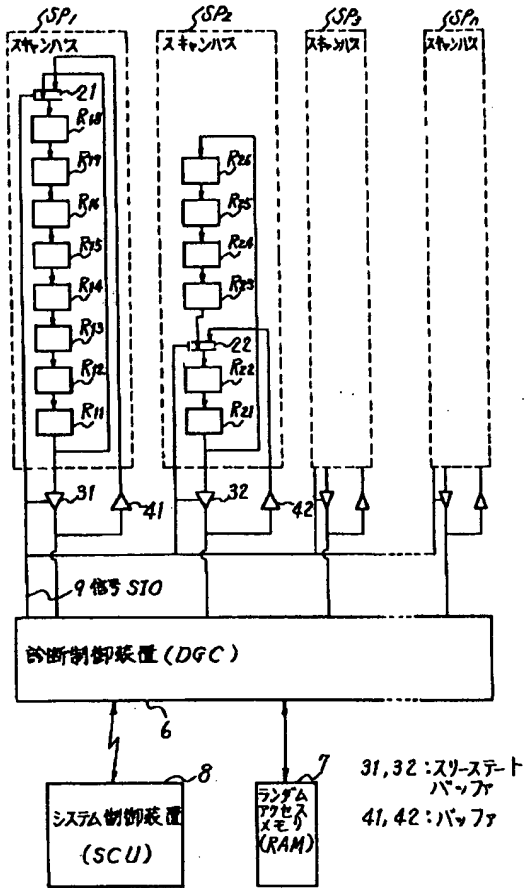 SP1
SP2
SP3
SPn
スキャンパス
スキャンパス
スキャンパス
スキャンパス
21
R18
R17
R16
R15
R14
R13
R12
R11
R26
R25
R24
R23
22
R22
R21
31
41
32
42
9 信号 SIO
診断制御装置(DGC)
6
8
システム制御装置
(SCU)
7
ランダム
アクセス
メモリ
(RAM)
31,32:スリーステート
バッファ
41,42:バッファ